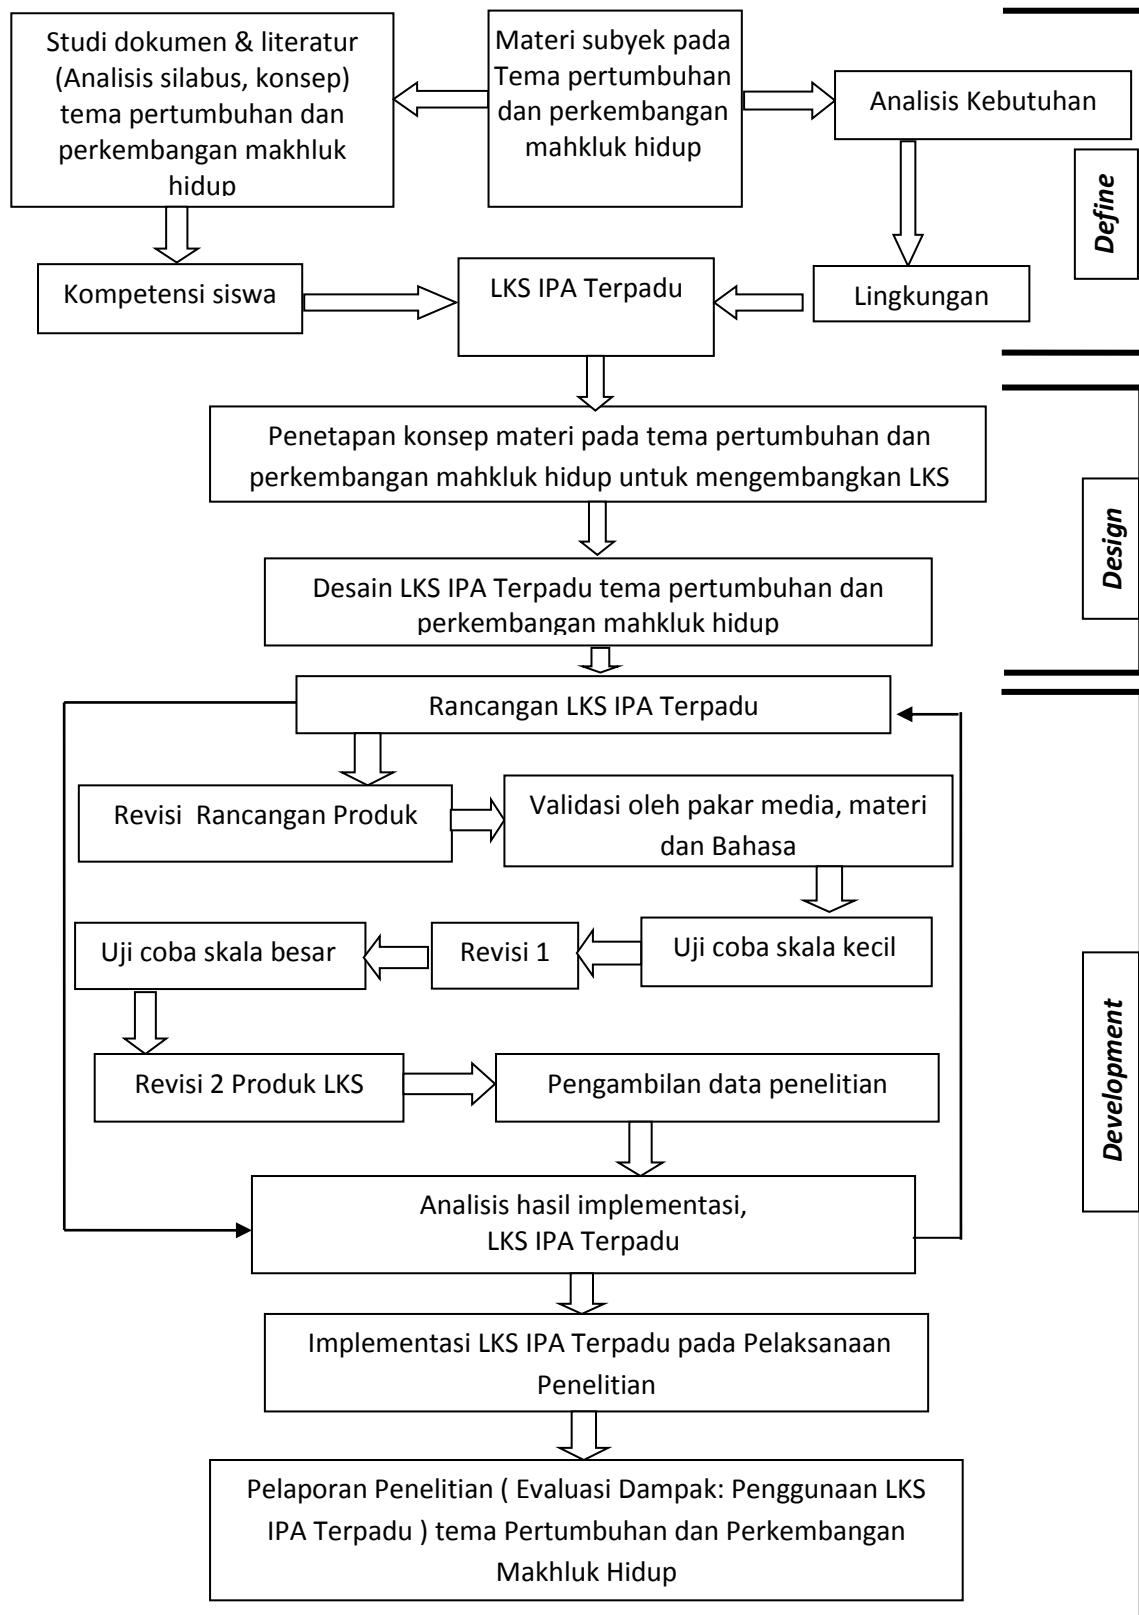 Studi dokumen & literatur
(Analisis silabus, konsep)
tema pertumbuhan dan
perkembangan makhluk
hidup
Materi subyek pada
Tema pertumbuhan
dan perkembangan
mahkluk hidup
Analisis Kebutuhan
Define
Kompetensi siswa
LKS IPA Terpadu
Lingkungan
Penetapan konsep materi pada tema pertumbuhan dan
perkembangan mahkluk hidup untuk mengembangkan LKS
Design
Desain LKS IPA Terpadu tema pertumbuhan dan
perkembangan mahkluk hidup
Rancangan LKS IPA Terpadu
Revisi  Rancangan Produk
Validasi oleh pakar media, materi
dan Bahasa
Uji coba skala besar
Revisi 1
Uji coba skala kecil
Development
Revisi 2 Produk LKS
Pengambilan data penelitian
Analisis hasil implementasi,
LKS IPA Terpadu
Implementasi LKS IPA Terpadu pada Pelaksanaan
Penelitian
Pelaporan Penelitian ( Evaluasi Dampak: Penggunaan LKS
IPA Terpadu ) tema Pertumbuhan dan Perkembangan
Makhluk Hidup